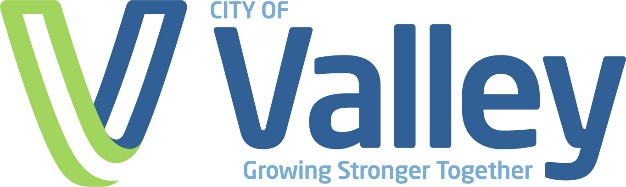 CITY OF
Valley
Growing Stronger Together